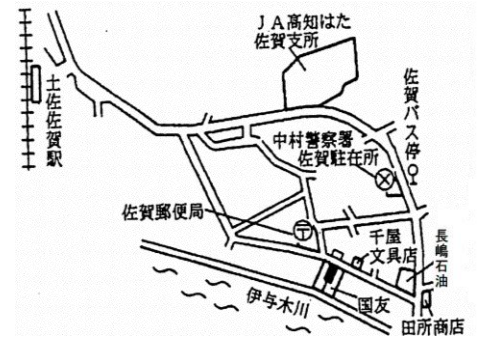 JA高知はた
佐賀支所
土佐佐賀駅
佐賀バス停
中村警察署
佐賀駐在所
佐賀郵便局
〒
千屋
文具店
長嶋石油
伊与木川
国友
田所商店